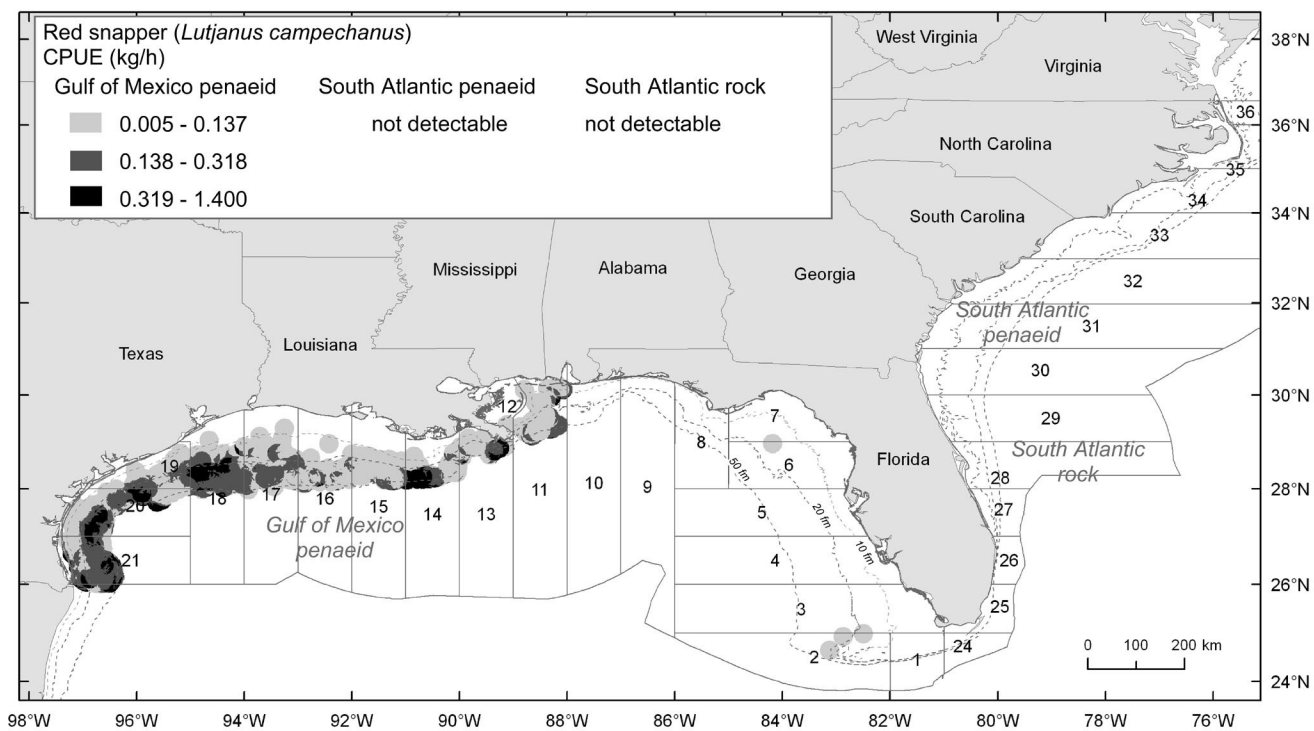 Red snapper (Lutjanus campechanus)
CPUE (kg/h)
Gulf of Mexico penaeid South Atlantic penaeid South Atlantic rock
0.005 - 0.137 not detectable not detectable
0.138 - 0.318
0.319 - 1.400
West Virginia
Virginia
North Carolina
South Carolina
Mississippi
Alabama
Georgia
Texas
Louisiana
Florida
South Atlantic
penaeid
South Atlantic
rock
Gulf of Mexico
penaeid
36
35
34
33
32
31
30
29
28
27
26
25
24
1
2
3
4
5
6
7
8
9
10
11
12
13
14
15
16
17
18
19
20
21
50 fm
20 fm
10 fm
0 100 200 km
38°N
36°N
34°N
32°N
30°N
28°N
26°N
24°N
98°W 96°W 94°W 92°W 90°W 88°W 86°W 84°W 82°W 80°W 78°W 76°W